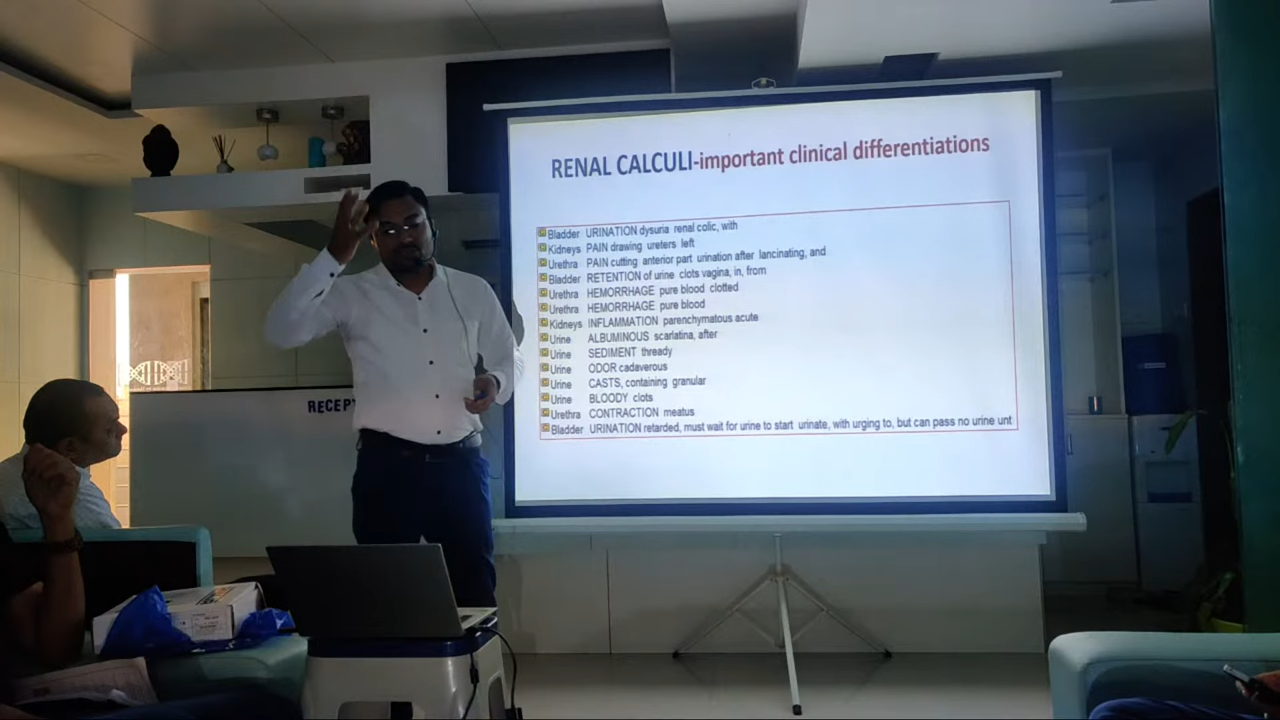 RENAL CALCULI-important clinical differentiations
Bladder URINATION dysuria renal colic, with
Kidneys PAIN drawing ureters left
Urethra PAIN cutting anterior part urination after lancinating, and
Bladder RETENTION of urine clots vagina, in, from
Urethra HEMORRHAGE pure blood clotted
Urethra HEMORRHAGE pure blood
Kidneys INFLAMMATION parenchymatous acute
Urine ALBUMINOUS scarlatina, after
Urine SEDIMENT thready
Urine ODOR cadaverous
Urine CASTS, containing granular
Urine BLOODY clots
Urethra CONTRACTION meatus
Bladder URINATION retarded, must wait for urine to start urinate, with urging to, but can pass no urine unt
RECEPT